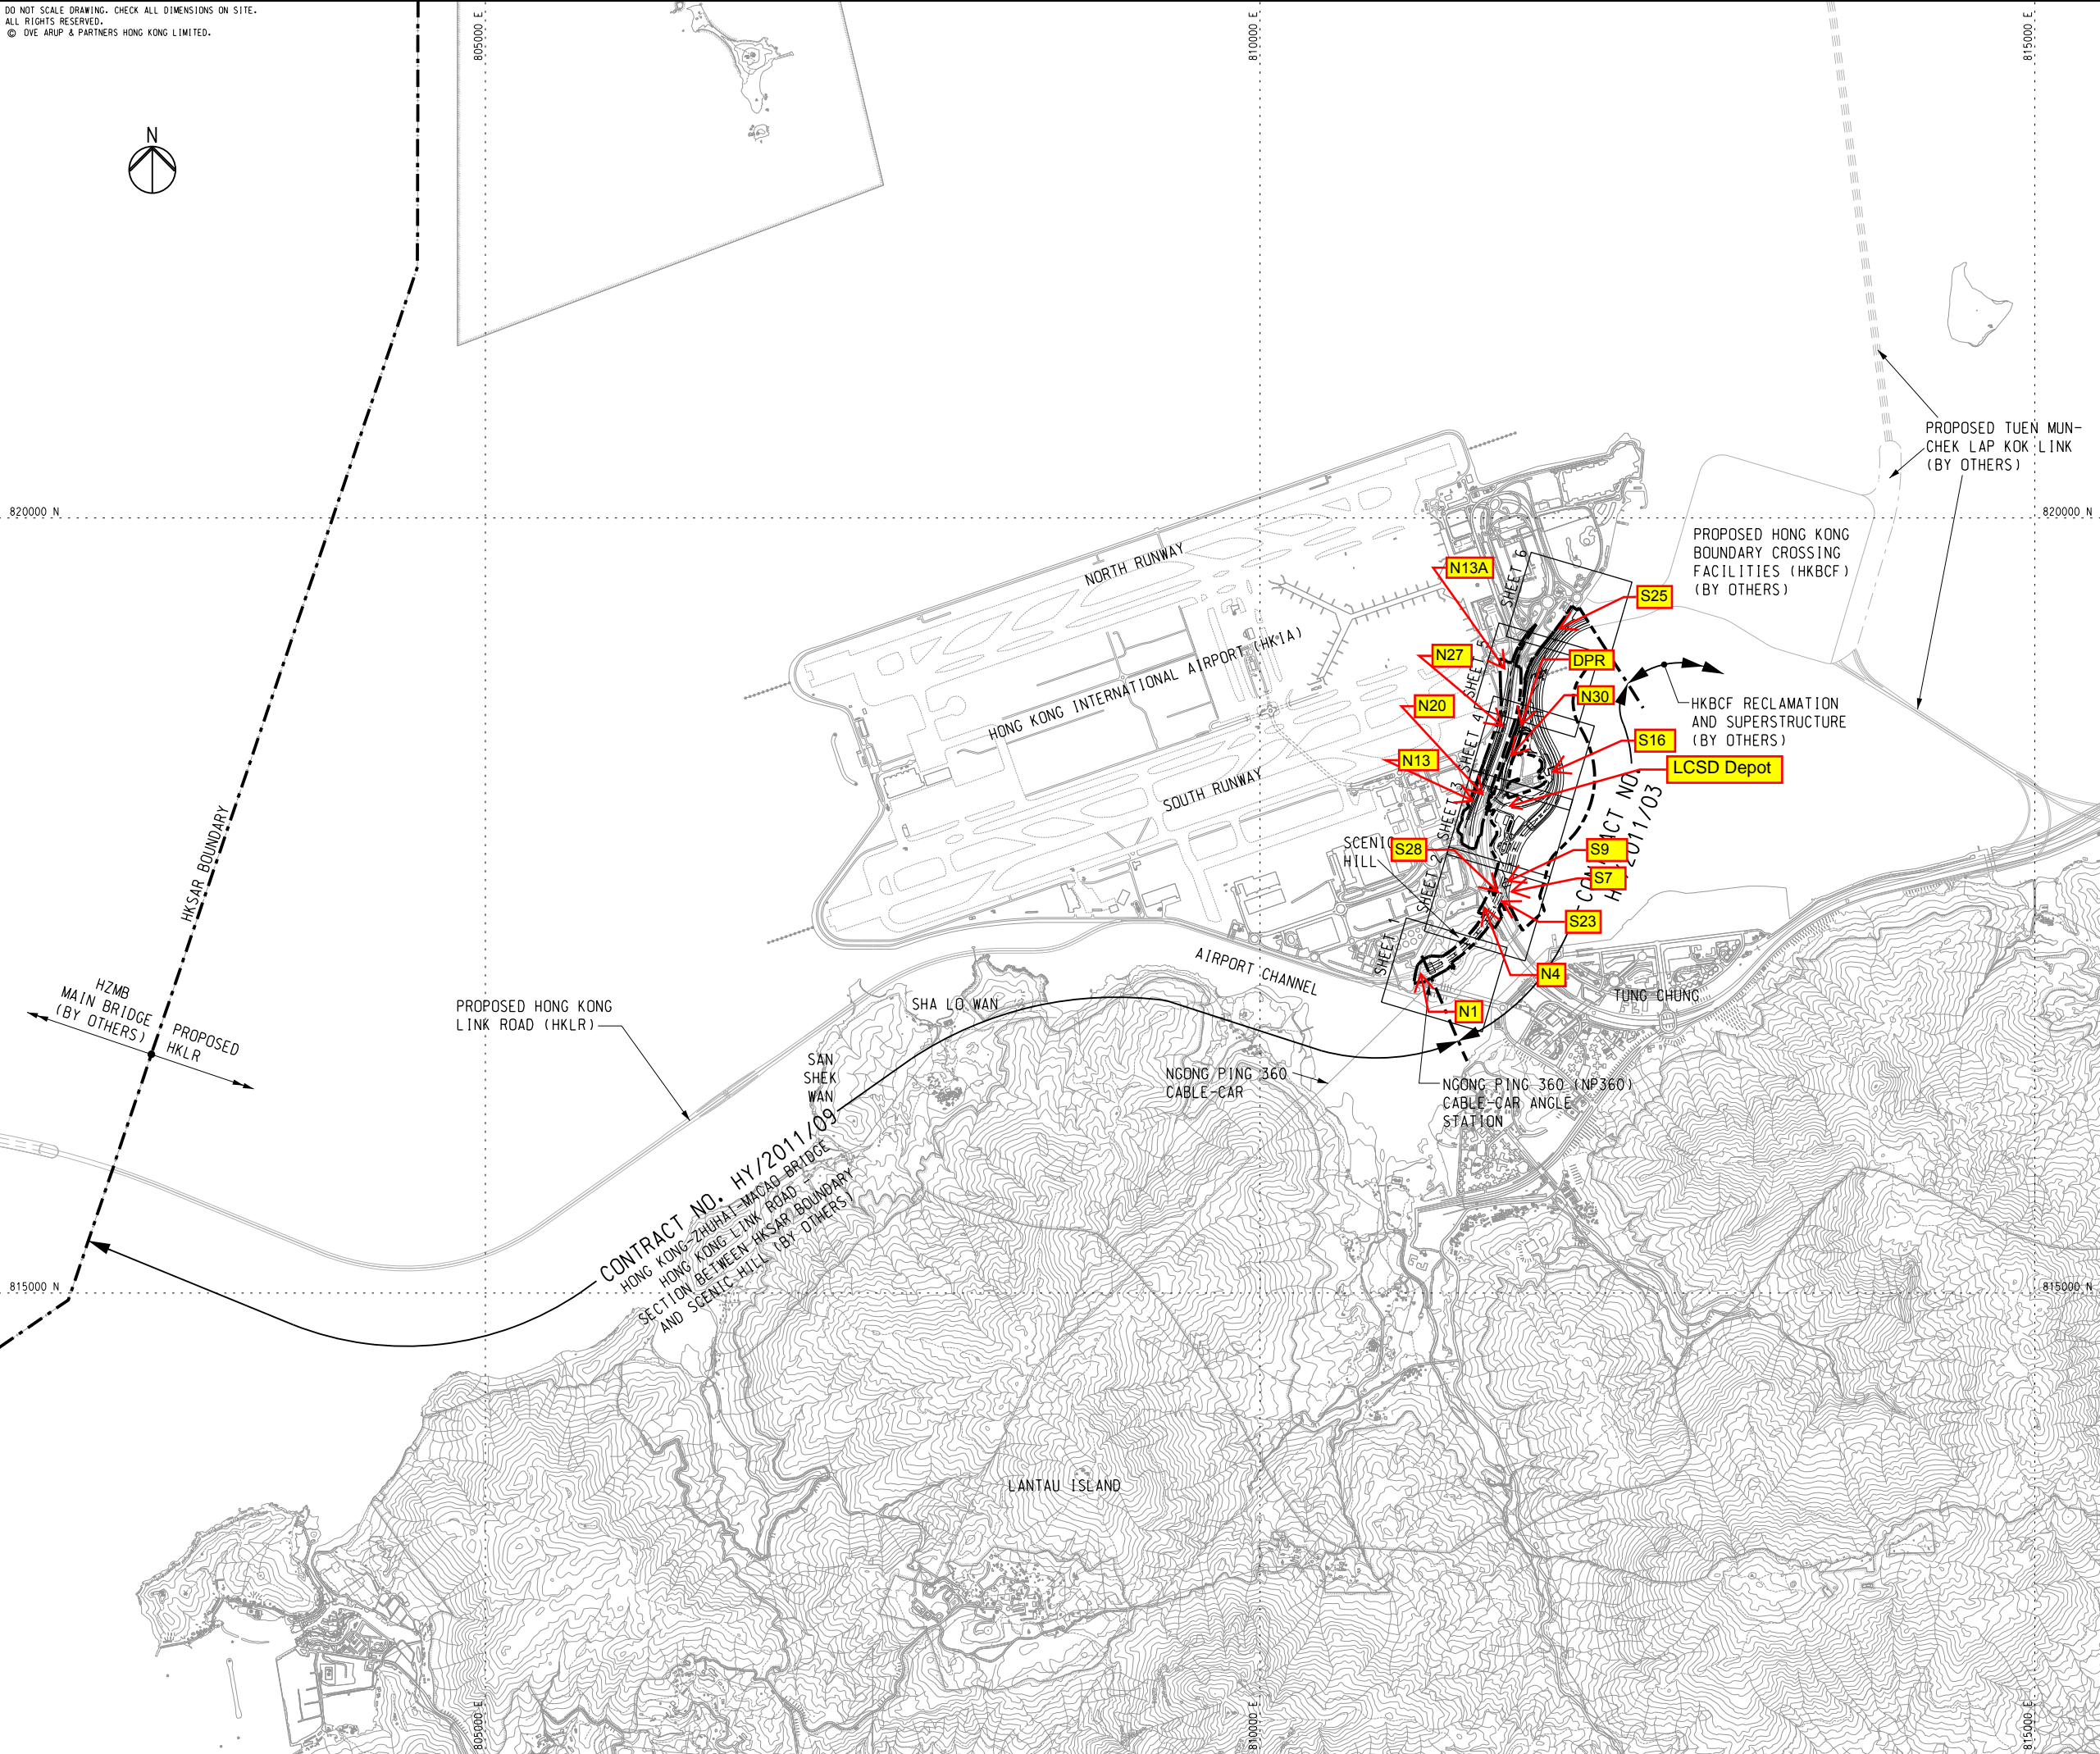 DO NOT SCALE DRAWING. CHECK ALL DIMENSIONS ON SITE.
ALL RIGHTS RESERVED.
© OVE ARUP & PARTNERS HONG KONG LIMITED.
805000 E
810000 E
815000 E
N
PROPOSED TUEN MUN-
CHEK LAP KOK LINK
(BY OTHERS)
820000 N
820000 N
PROPOSED HONG KONG
BOUNDARY CROSSING
FACILITIES (HKBCF)
(BY OTHERS)
NORTH RUNWAY
N13A
SHEET 6
S25
HONG KONG INTERNATIONAL AIRPORT (HKIA)
N27
SHEET 5
DPR
N30
N20
SHEET 4
HKBCF RECLAMATION
AND SUPERSTRUCTURE
(BY OTHERS)
S16
N13
LCSD Depot
SOUTH RUNWAY
SHEET 3
HKSAR BOUNDARY
SCENIC
HILL
S28
SHEET 2
S9
S7
2011/03
S23
SHEET 1
AIRPORT CHANNEL
N4
TUNG CHUNG
N1
HZMB
MAIN BRIDGE
(BY OTHERS)
PROPOSED
HKLR
PROPOSED HONG KONG
LINK ROAD (HKLR)
SHA LO WAN
SAN
SHEK
WAN
NGONG PING 360
CABLE-CAR
NGONG PING 360 (NP360)
CABLE-CAR ANGLE
STATION
CONTRACT NO. HY/2011/09
HONG KONG-ZHUHAI-MACAO BRIDGE
HONG KONG LINK ROAD -
SECTION BETWEEN HKSAR BOUNDARY
AND SCENIC HILL (BY OTHERS)
815000 N
815000 N
LANTAU ISLAND
805000 E
810000 E
815000 E